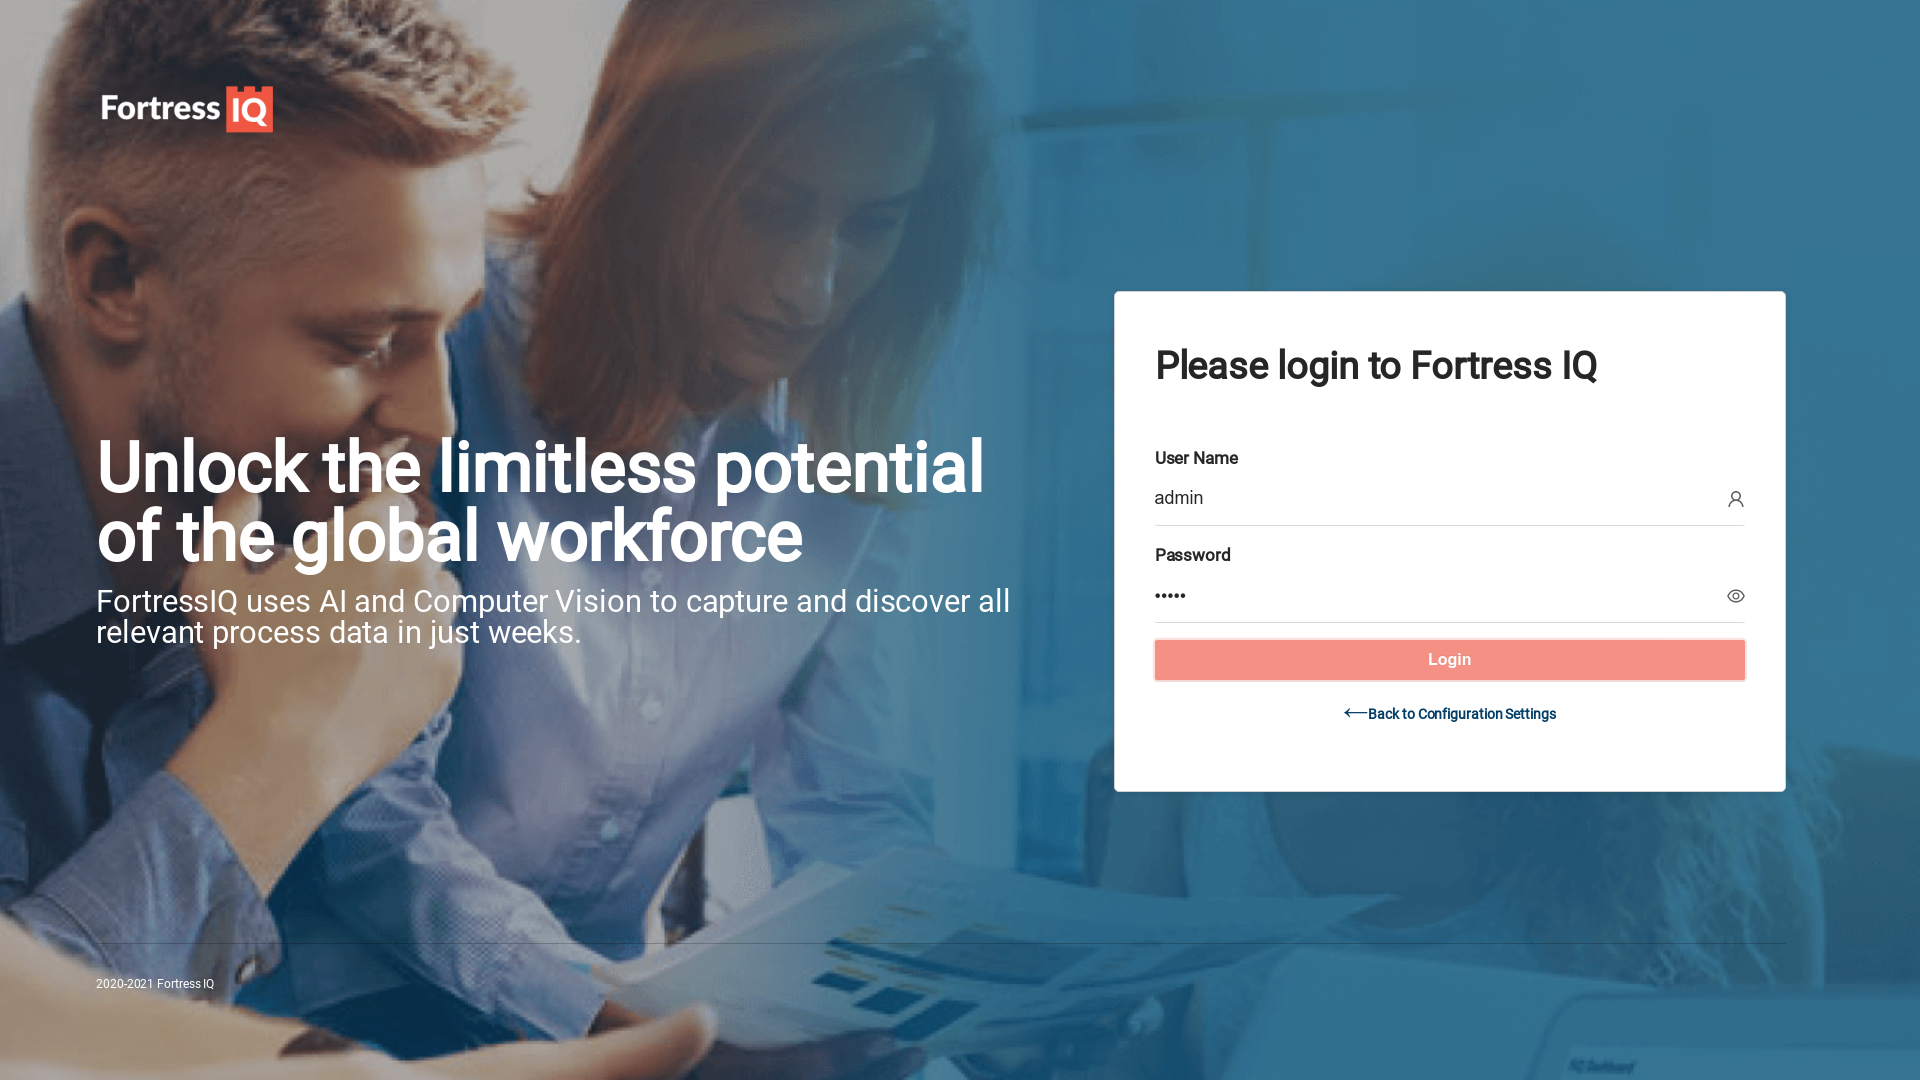 Fortress IQ
Unlock the limitless potential
of the global workforce
FortressIQ uses AI and Computer Vision to capture and discover all
relevant process data in just weeks.
Please login to Fortress IQ
User Name
admin
Password
•••••
Login
←Back to Configuration Settings
2020-2021 Fortress IQ